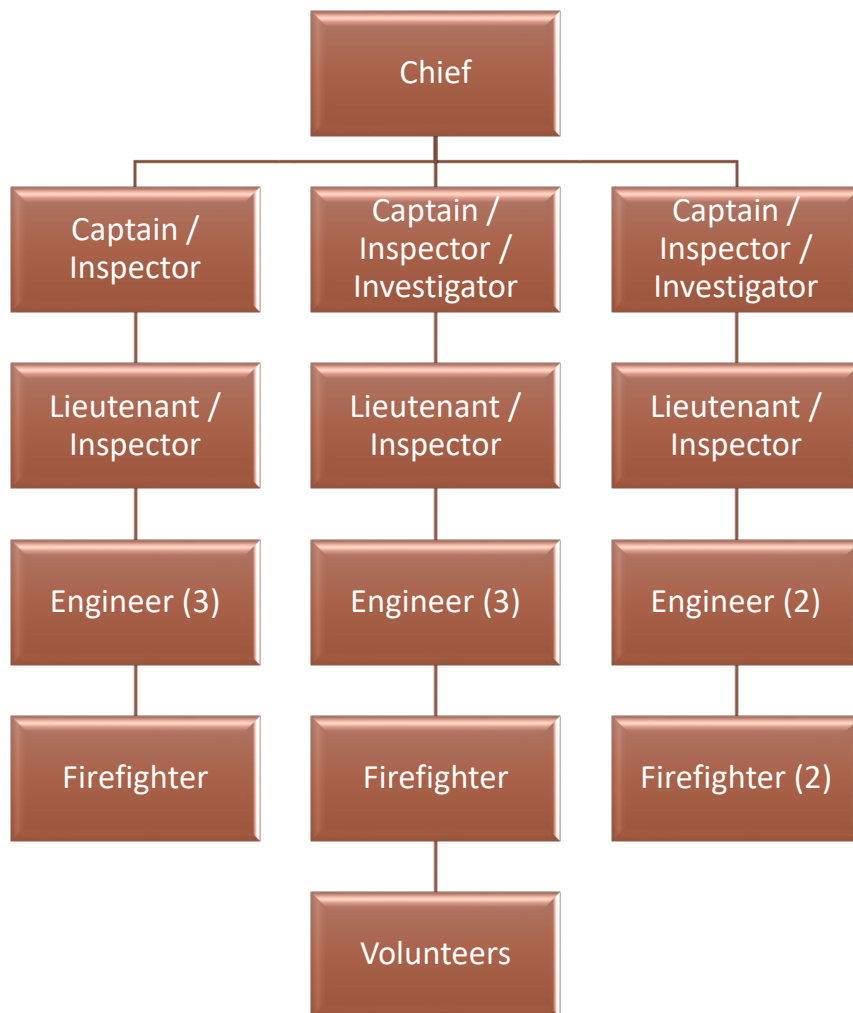 Chief
Captain /
Inspector
Captain /
Inspector /
Investigator
Captain /
Inspector /
Investigator
Lieutenant /
Inspector
Lieutenant /
Inspector
Lieutenant /
Inspector
Engineer (3)
Engineer (3)
Engineer (2)
Firefighter
Firefighter
Firefighter (2)
Volunteers